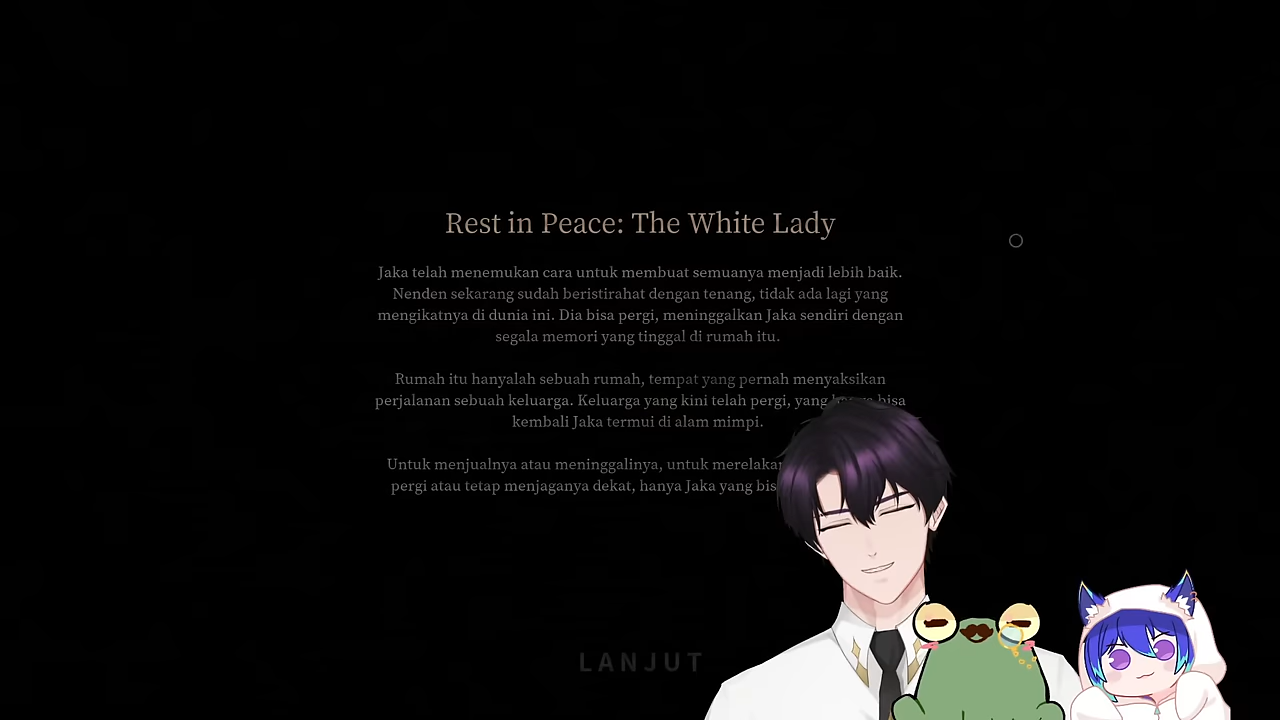 Rest in Peace: The White Lady
Jaka telah menemukan cara untuk membuat semuanya menjadi lebih baik.
Nenden sekarang sudah beristirahat dengan tenang, tidak ada lagi yang
mengikatnya di dunia ini. Dia bisa pergi, meninggalkan Jaka sendiri dengan
segala memori yang tinggal di rumah itu.
Rumah itu hanyalah sebuah rumah, tempat yang pernah menyaksikan
perjalanan sebuah keluarga. Keluarga yang kini telah pergi, yang hanya bisa
kembali Jaka temui di alam mimpi.
Untuk menjualnya atau meninggalinya, untuk merelakan
pergi atau tetap menjaganya dekat, hanya Jaka yang
LANJUT